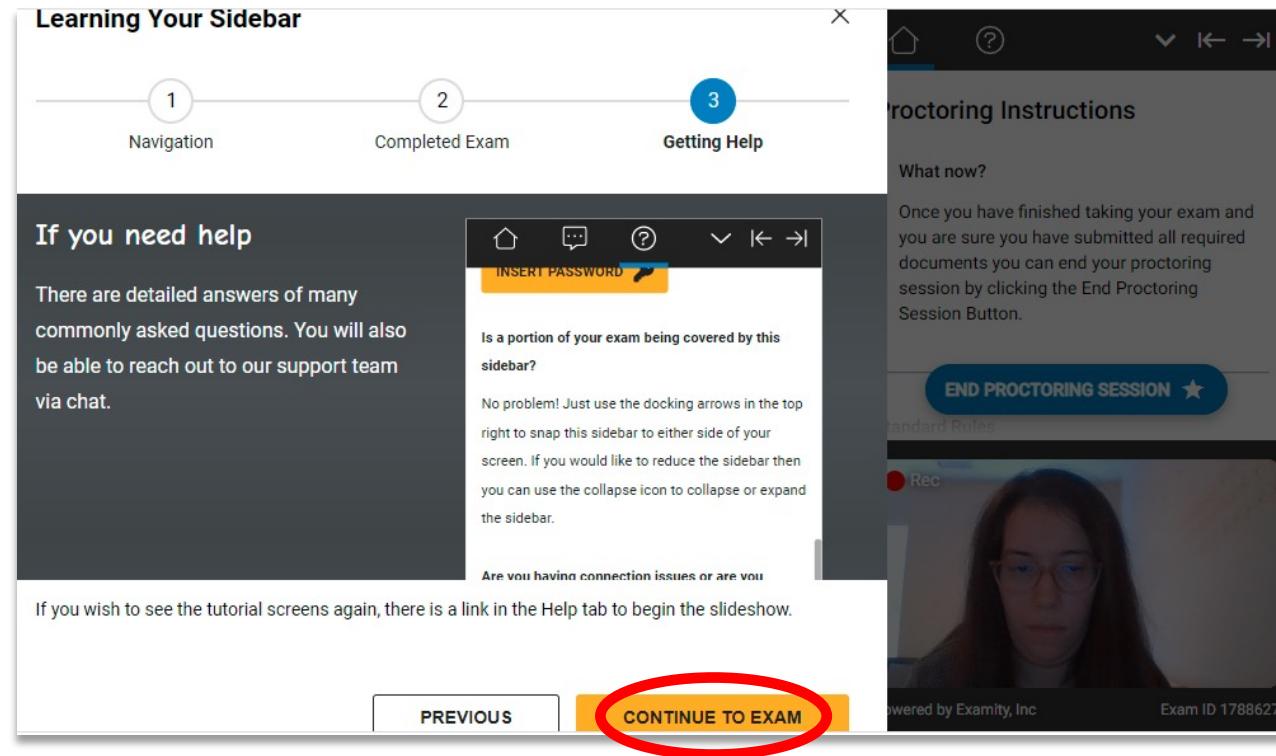 Learning Your Sidebar
1
2
3
Navigation
Completed Exam
Getting Help
If you need help
There are detailed answers of many
commonly asked questions. You will also
be able to reach out to our support team
via chat.
INSERT PASSWORD
Is a portion of your exam being covered by this
sidebar?
No problem! Just use the docking arrows in the top
right to snap this sidebar to either side of your
screen. If you would like to reduce the sidebar then
you can use the collapse icon to collapse or expand
the sidebar.
Are you having connection issues or are you
If you wish to see the tutorial screens again, there is a link in the Help tab to begin the slideshow.
PREVIOUS
CONTINUE TO EXAM
roctoring Instructions
What now?
Once you have finished taking your exam and
you are sure you have submitted all required
documents you can end your proctoring
session by clicking the End Proctoring
Session Button.
END PROCTORING SESSION
tandard Rules
Rec
owered by Examity, Inc
Exam ID 1788627